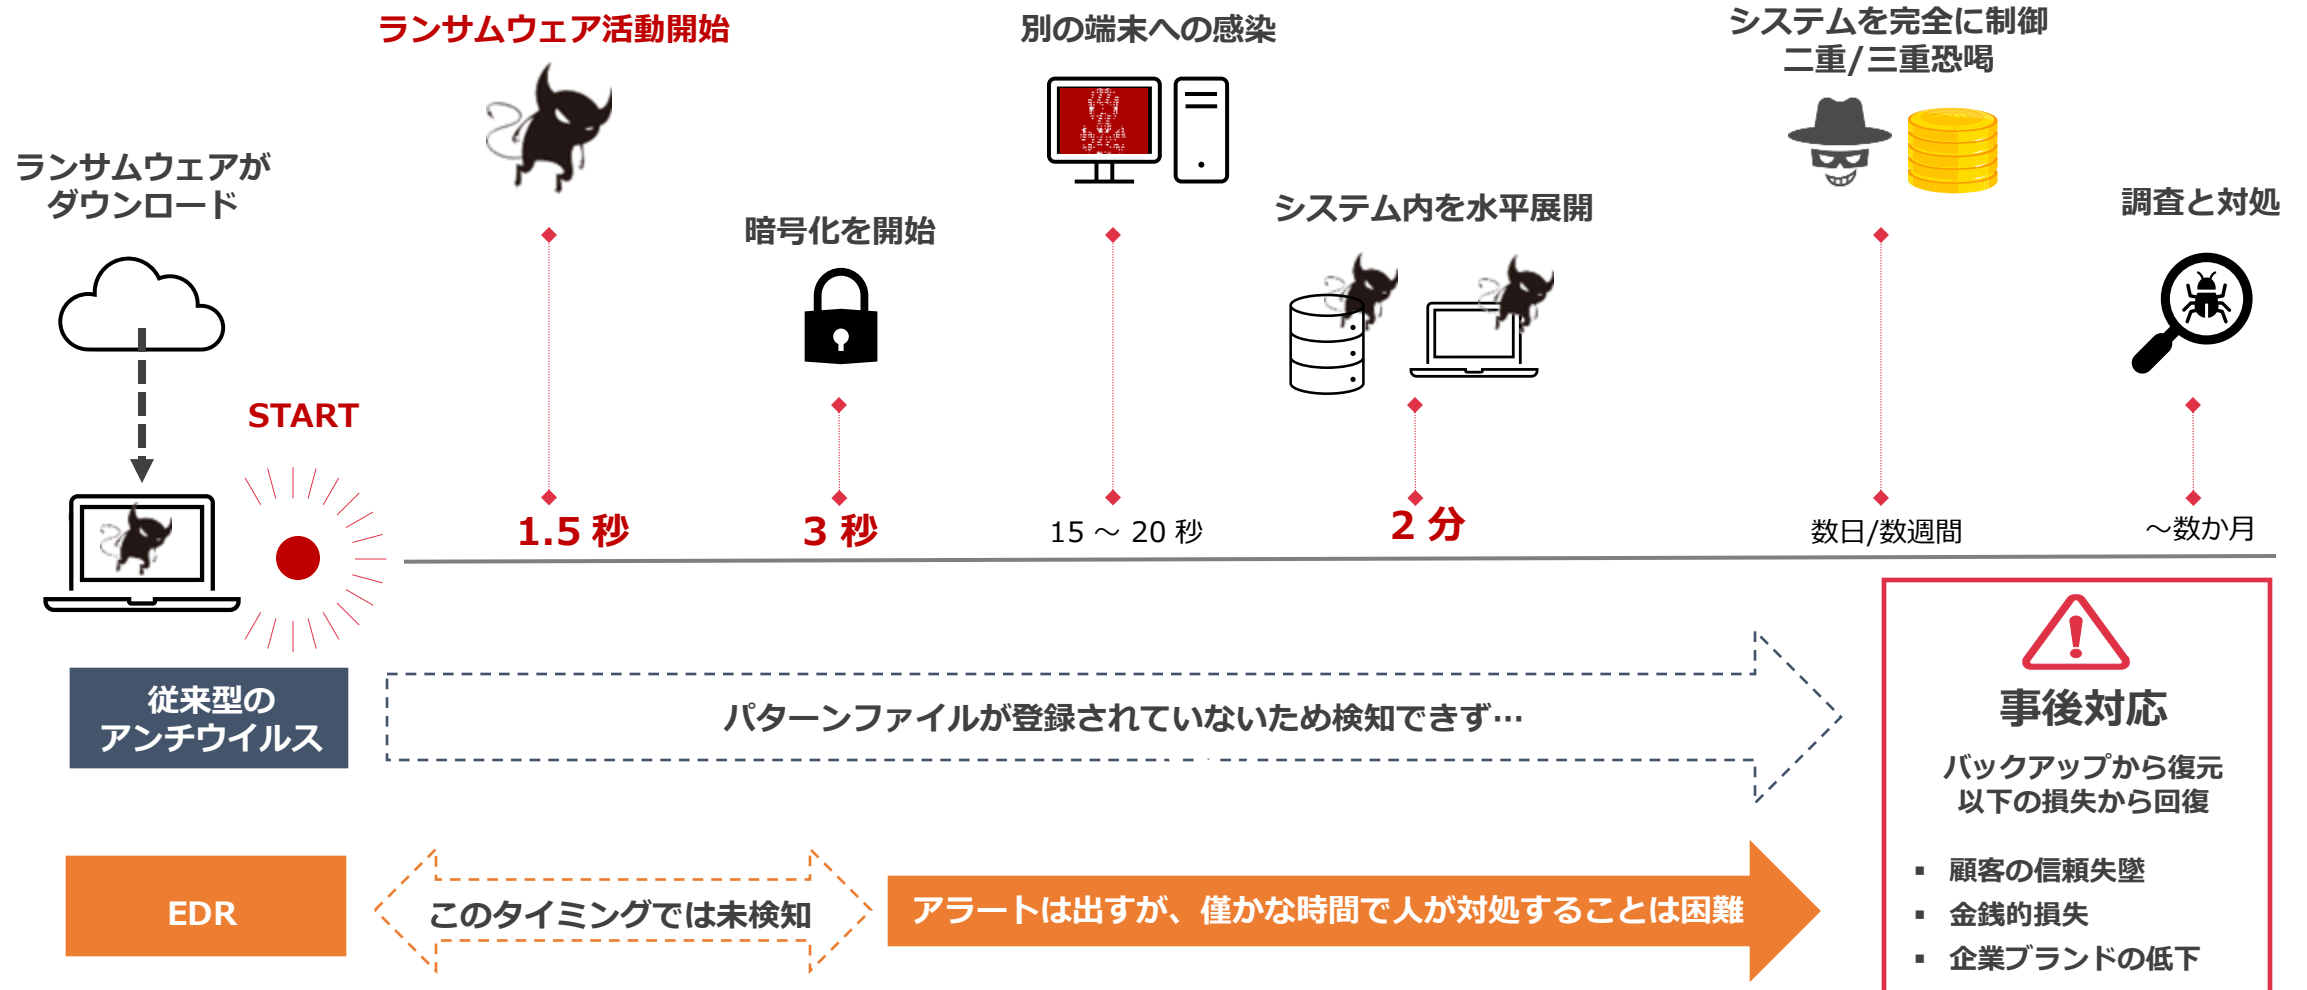 ランサムウェアが
ダウンロード
START
ランサムウェア活動開始
1.5 秒
暗号化を開始
3 秒
別の端末への感染
15 ～ 20 秒
システム内を水平展開
2 分
システムを完全に制御
二重/三重恐喝
数日/数週間
調査と対処
～数か月
従来型の
アンチウイルス
パターンファイルが登録されていないため検知できず…
EDR
このタイミングでは未検知
アラートは出すが、僅かな時間で人が対処することは困難
事後対応
バックアップから復元
以下の損失から回復
▪ 顧客の信頼失墜
▪ 金銭的損失
▪ 企業ブランドの低下